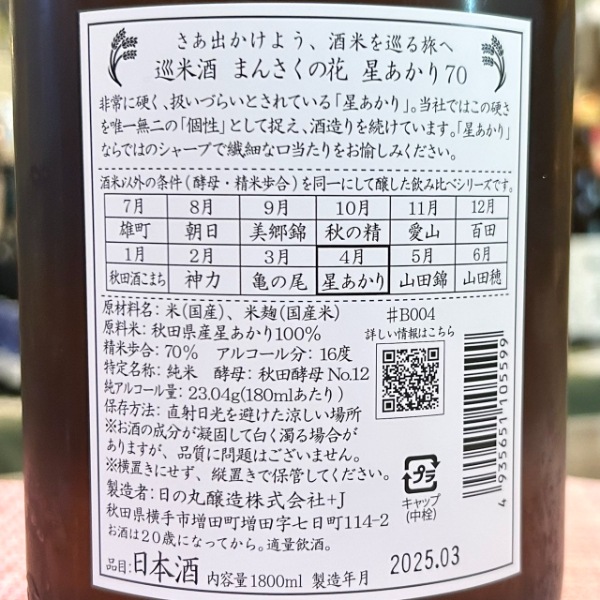 さあ出かけよう、酒米を巡る旅へ
巡米酒 まんさくの花 星あかり70
非常に硬く、扱いづらいとされている「星あかり」。当社ではこの硬さ
を唯一無二の「個性」として捉え、酒造りを続けています。「星あかり」
ならではのシャープで繊細な口当たりをお愉しみください。
酒米以外の条件(酵母・精米歩合)を同一にして醸した飲み比べシリーズです。
7月 8月 9月 10月 11月 12月
雄町 朝日 美郷錦 秋の精 愛山 百田
1月 2月 3月 4月 5月 6月
秋田酒こまち 神力 亀の尾 星あかり 山田錦 山田穂
原材料名：米(国産)、米麹(国産米)
原料米：秋田県産星あかり100%
精米歩合：70% アルコール分：16度
特定名称：純米 酵母：秋田酵母No.12
純アルコール量：23.04g(180mlあたり)
保存方法：直射日光を避けた涼しい場所
※お酒の成分が凝固して白く濁る場合が
ありますが、品質に問題はございません。
※横置きにせず、縦置きで保管してください。
製造者：日の丸醸造株式会社+J
秋田県横手市増田町増田字七日町114-2
お酒は20歳になってから。適量飲酒。
品目：日本酒 内容量1800ml 製造年月 2025.03
#B004
詳しい情報はこちら
プラ
キャップ
(中栓)
4 935651 105599